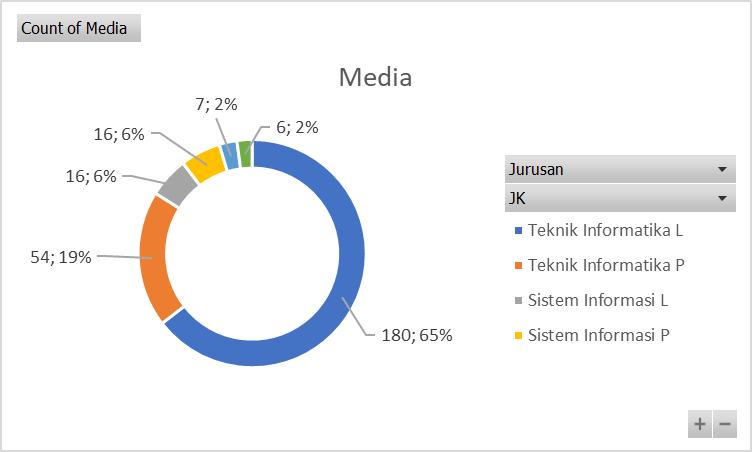 Count of Media
Media
7; 2%
6; 2%
16; 6%
16; 6%
54; 19%
180; 65%
Jurusan
JK
Teknik Informatika L
Teknik Informatika P
Sistem Informasi L
Sistem Informasi P
+ −